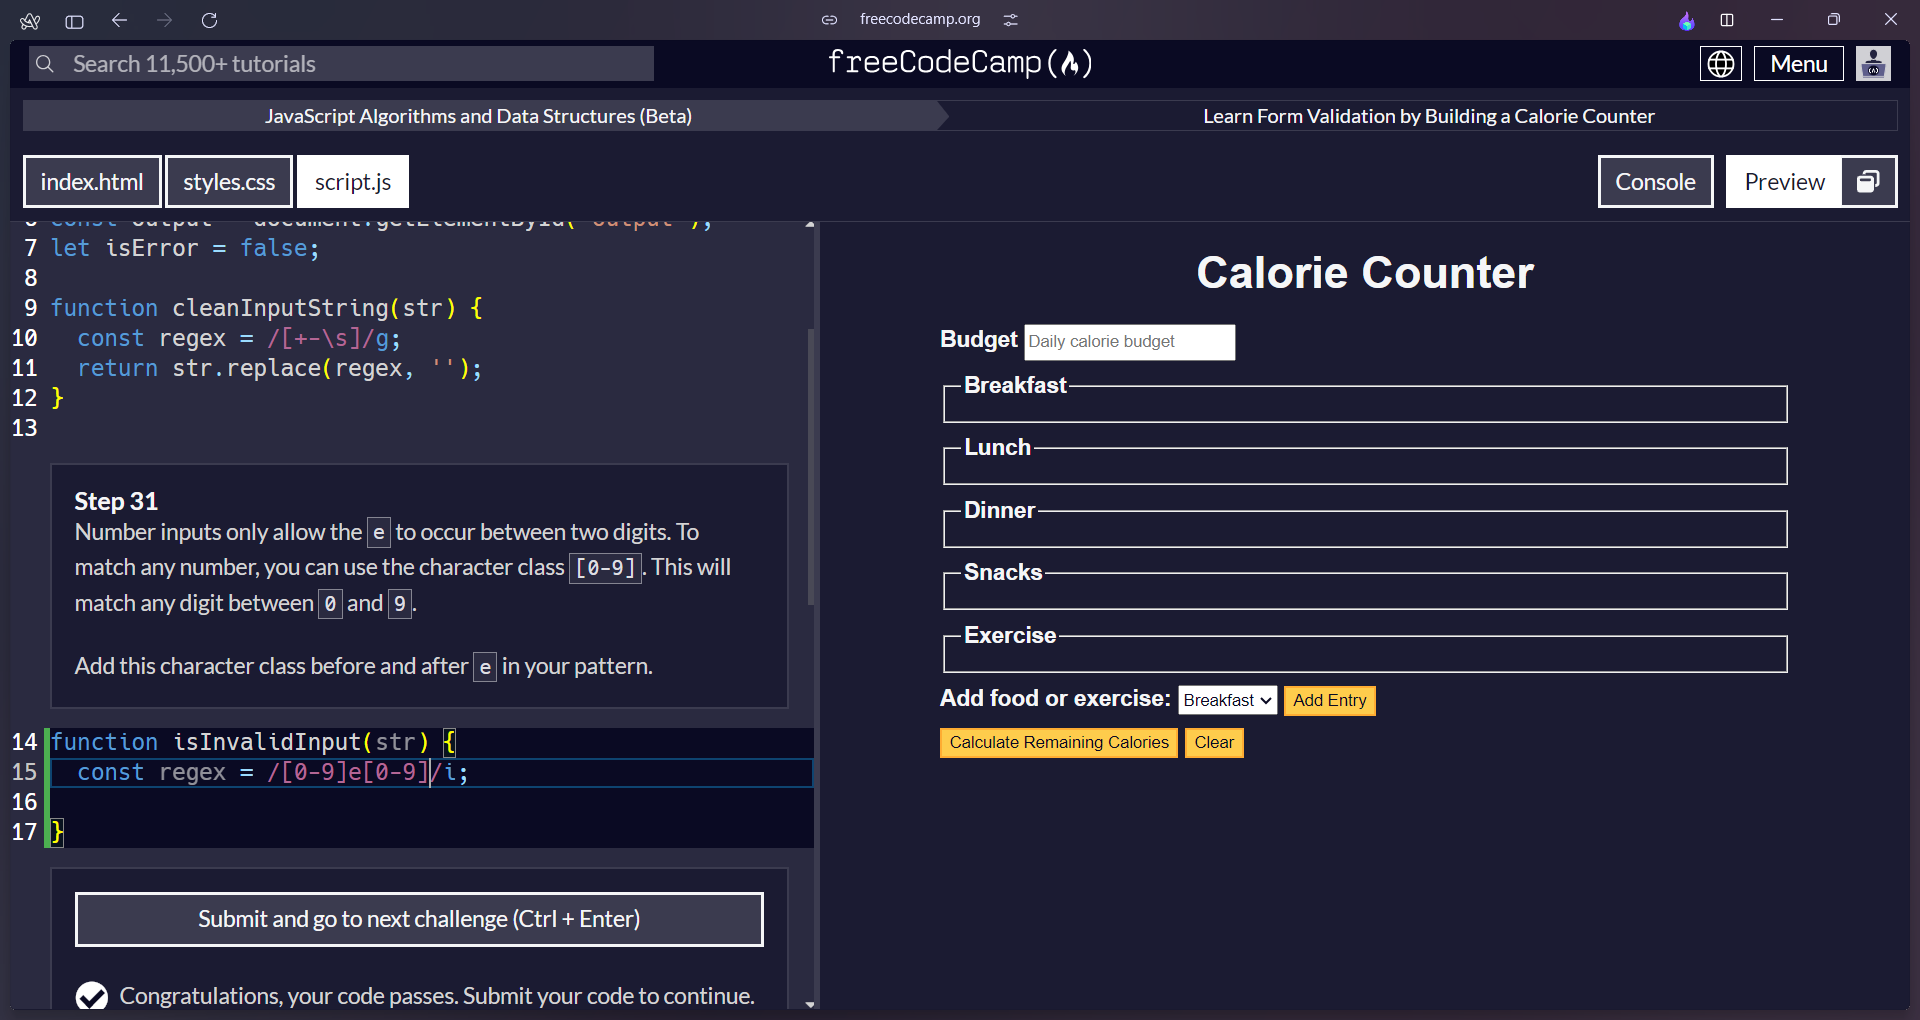 freecodecamp.org
Search 11,500+ tutorials
freeCodeCamp(🔥)
Menu
JavaScript Algorithms and Data Structures (Beta)
Learn Form Validation by Building a Calorie Counter
index.html
styles.css
script.js
Console
Preview
6 const output = document.getElementById('output');
7 let isError = false;
8
9 function cleanInputString(str) {
10 const regex = /[+-\s]/g;
11 return str.replace(regex, '');
12 }
13
Step 31
Number inputs only allow the e to occur between two digits. To
match any number, you can use the character class [0-9]. This will
match any digit between 0 and 9.
Add this character class before and after e in your pattern.
14 function isInvalidInput(str) {
15 const regex = /[0-9]e[0-9]/i;
16
17 }
Submit and go to next challenge (Ctrl + Enter)
Congratulations, your code passes. Submit your code to continue.
Calorie Counter
Budget Daily calorie budget
Breakfast
Lunch
Dinner
Snacks
Exercise
Add food or exercise: Breakfast Add Entry
Calculate Remaining Calories Clear